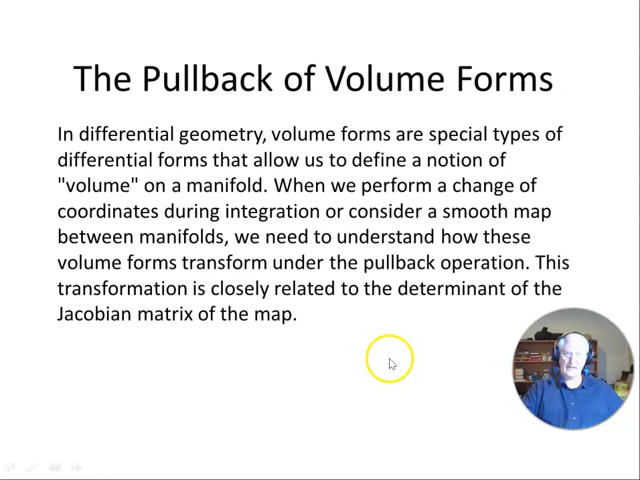 The Pullback of Volume Forms
In differential geometry, volume forms are special types of
differential forms that allow us to define a notion of
"volume" on a manifold. When we perform a change of
coordinates during integration or consider a smooth map
between manifolds, we need to understand how these
volume forms transform under the pullback operation. This
transformation is closely related to the determinant of the
Jacobian matrix of the map.